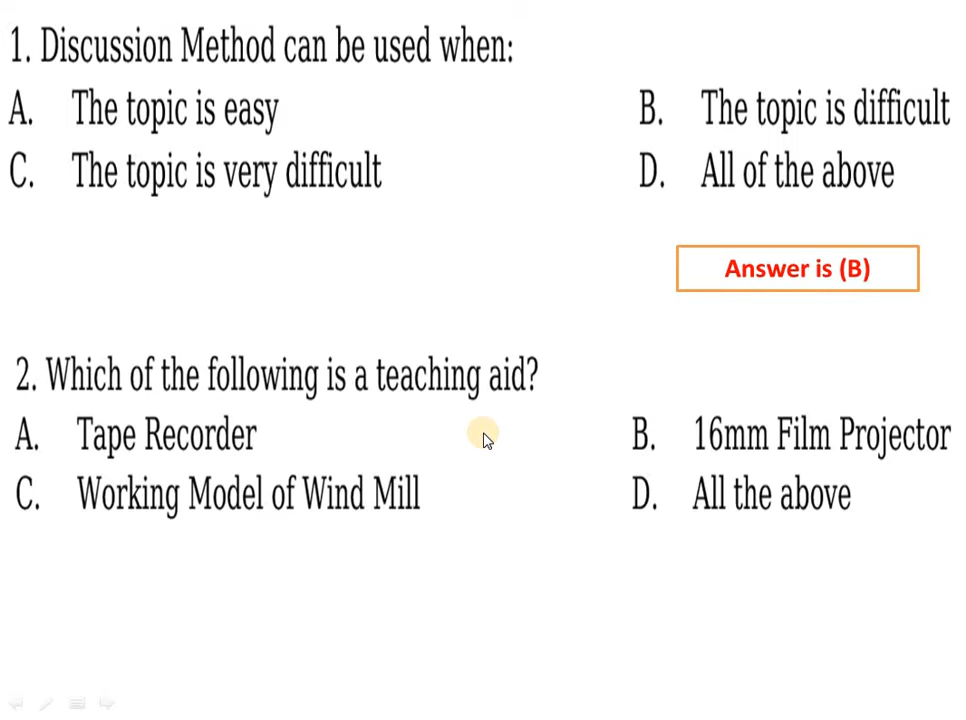 1. Discussion Method can be used when:
A. The topic is easy B. The topic is difficult
C. The topic is very difficult D. All of the above
Answer is (B)
2. Which of the following is a teaching aid?
A. Tape Recorder B. 16mm Film Projector
C. Working Model of Wind Mill D. All the above